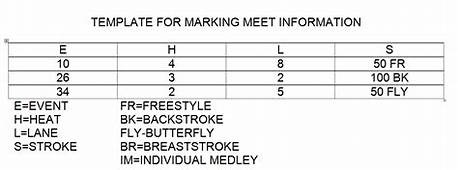 TEMPLATE FOR MARKING MEET INFORMATION
E H L S
10 4 8 50 FR
26 3 2 100 BK
34 2 5 50 FLY
E=EVENT FR=FREESTYLE
H=HEAT BK=BACKSTROKE
L=LANE FLY-BUTTERFLY
S=STROKE BR=BREASTSTROKE
IM=INDIVIDUAL MEDLEY